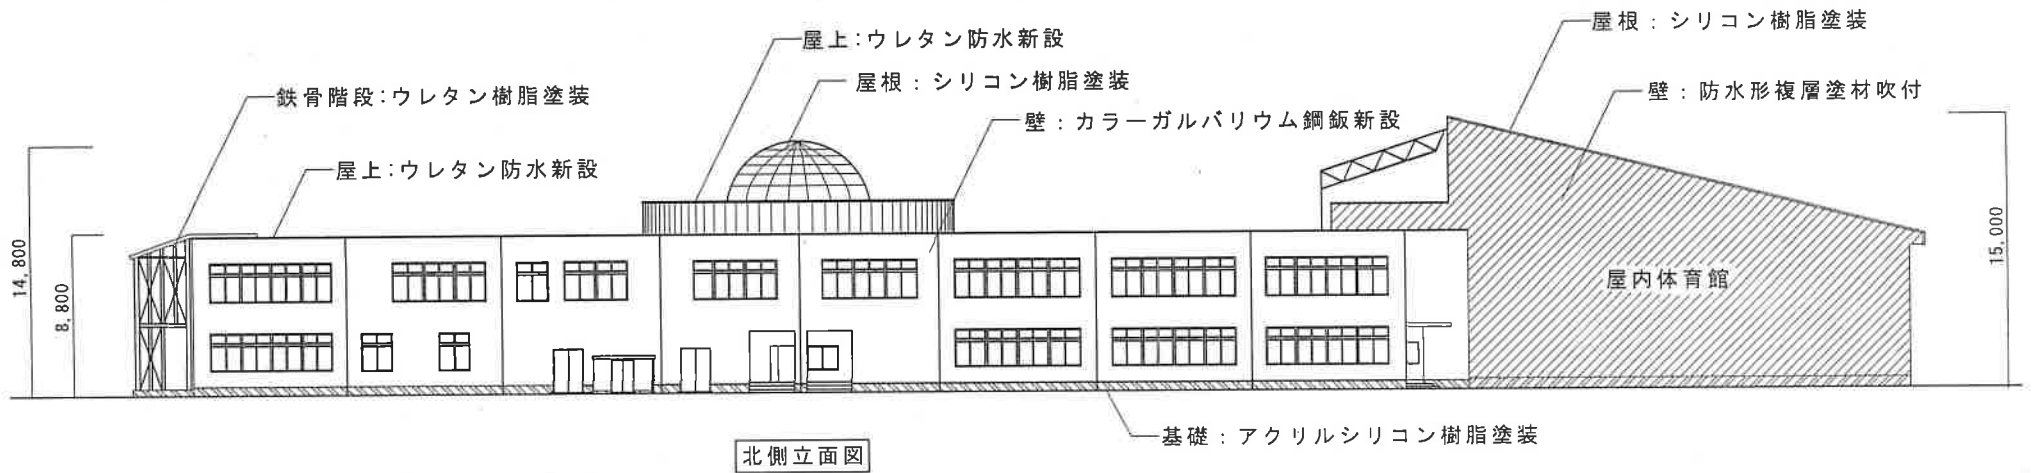 屋根：シリコン樹脂塗装
屋上：ウレタン防水新設
屋根：シリコン樹脂塗装
壁：防水形複層塗材吹付
鉄骨階段：ウレタン樹脂塗装
壁：カラーガルバリウム鋼鈑新設
屋上：ウレタン防水新設
14,800
8,800
15,000
屋内体育館
基礎：アクリルシリコン樹脂塗装
北側立面図